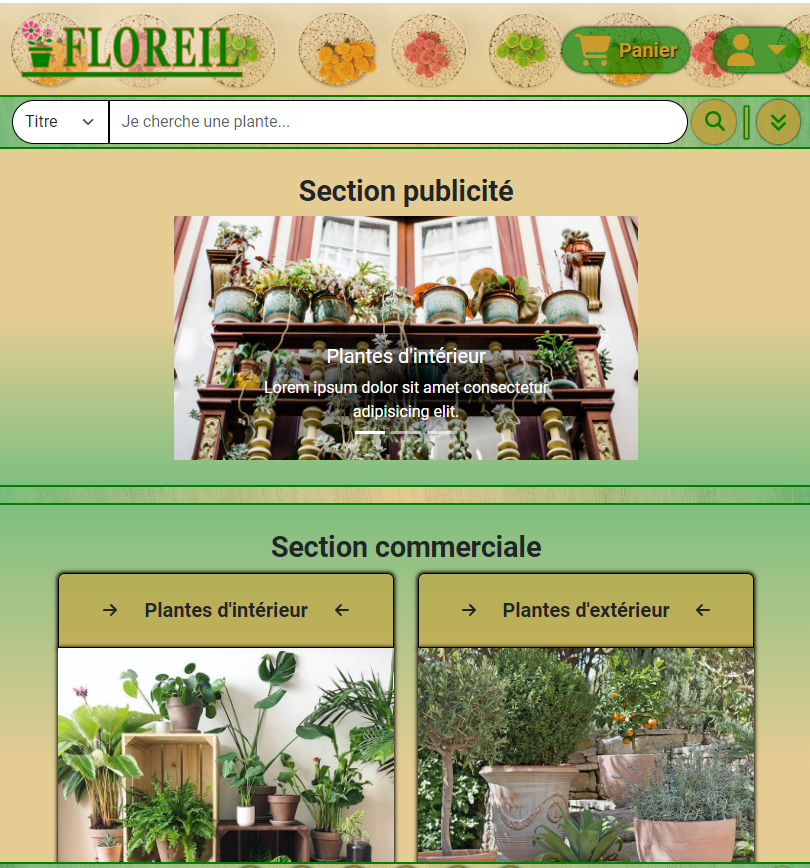 FLOREIL
Panier
Titre
Je cherche une plante...
Section publicité
Plantes d'intérieur
Lorem ipsum dolor sit amet consectetur
adipisicing elit.
Section commerciale
Plantes d'intérieur
Plantes d'extérieur